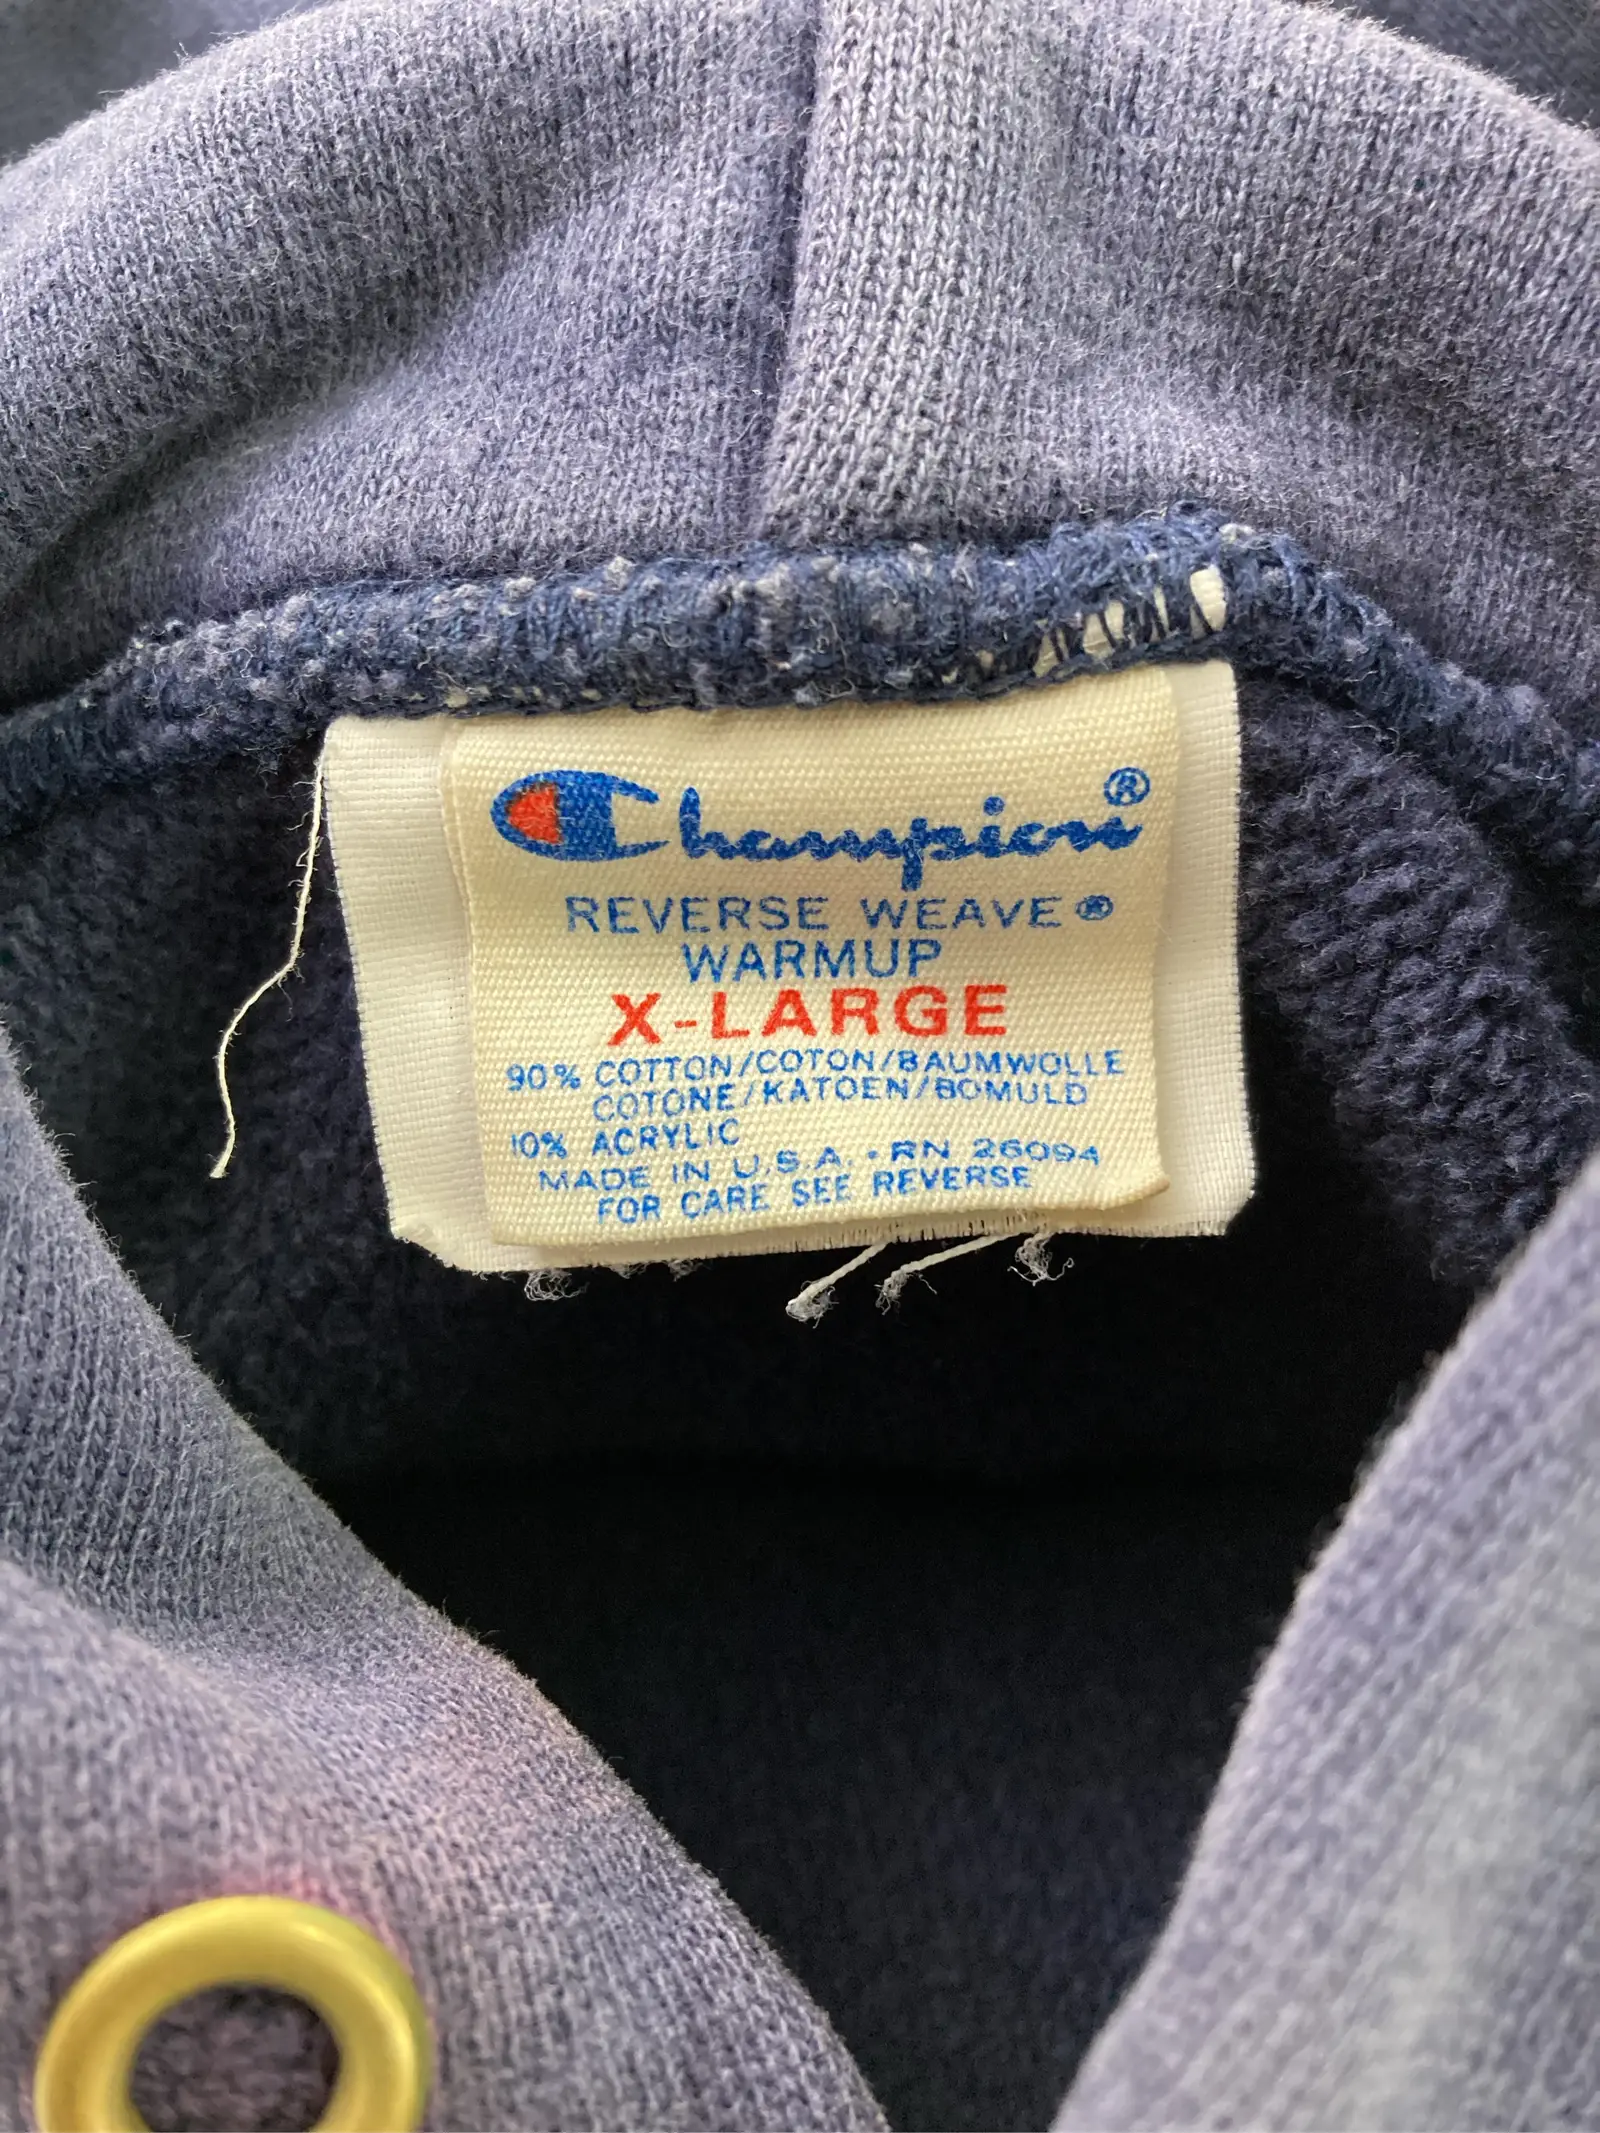 Champion®
REVERSE WEAVE®
WARMUP
X-LARGE
90% COTTON/COTON/BAUMWOLLE
COTONE/KATOEN/BOMULD
10% ACRYLIC
MADE IN U.S.A. · RN 26094
FOR CARE SEE REVERSE